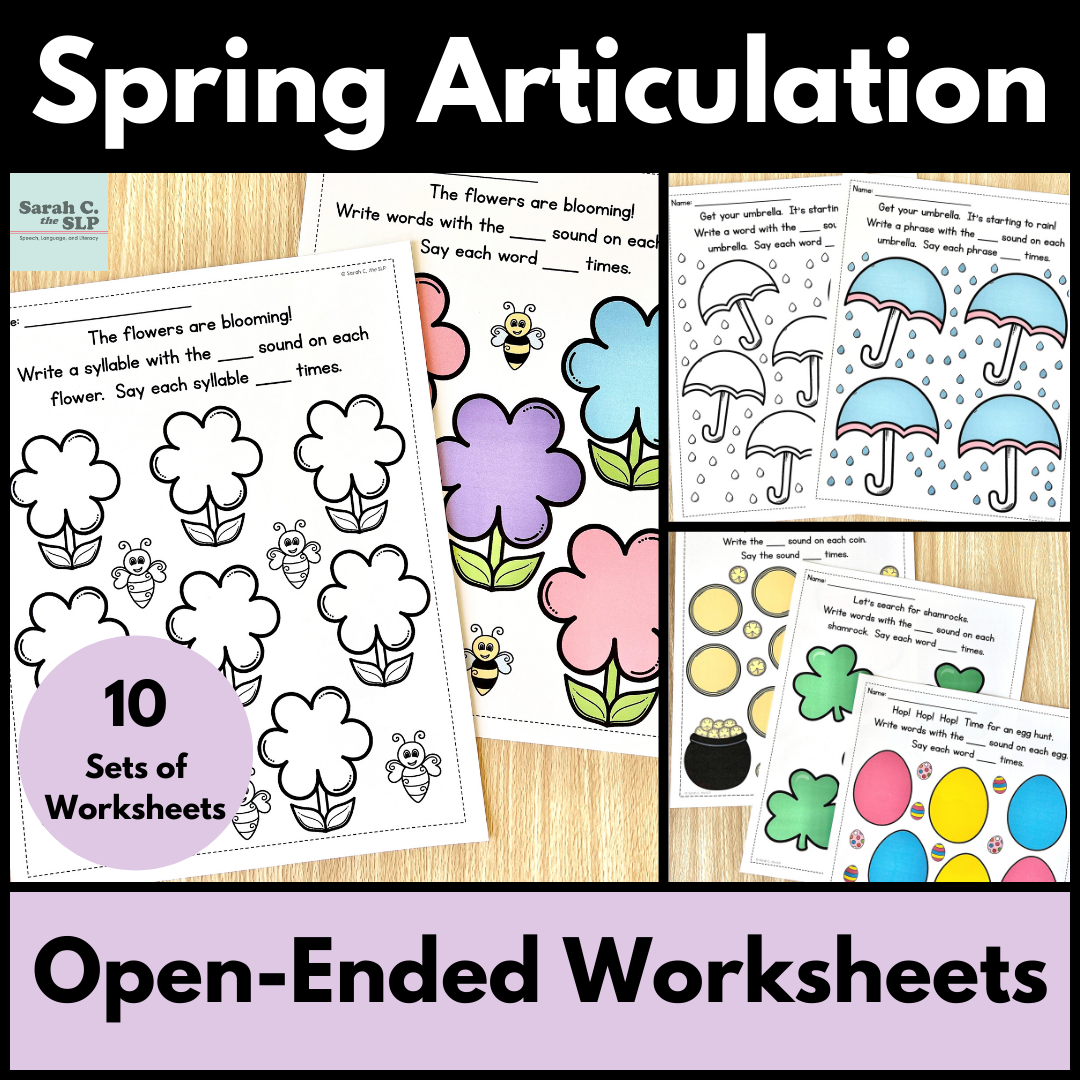 Spring Articulation
Sarah C.
the
SLP
Speech, Language, and Literacy
© Sarah C. the SLP
The flowers are blooming!
Write a syllable with the ____ sound on each
flower. Say each syllable ____ times.
The flowers are blooming!
Write words with the ____ sound on
Say each word ____ times.
Name: ____
Get your umbrella. It's
Write a word with the ____
umbrella. Say each word ____
Name: ____
Get your umbrella. It's starting to rain!
Write a phrase with the ____ sound on each
umbrella. Say each phrase ____ times.
Write the ____ sound on each coin.
Say the sound ____ times.
Name: ____
Let's search for shamrocks.
Write words with the ____ sound on each
shamrock. Say each word ____ times.
Name: ____
Hop! Hop! Hop! Time for an egg hunt.
Write words with the ____ sound on each egg.
Say each word ____ times.
10
Sets of
Worksheets
Open-Ended Worksheets